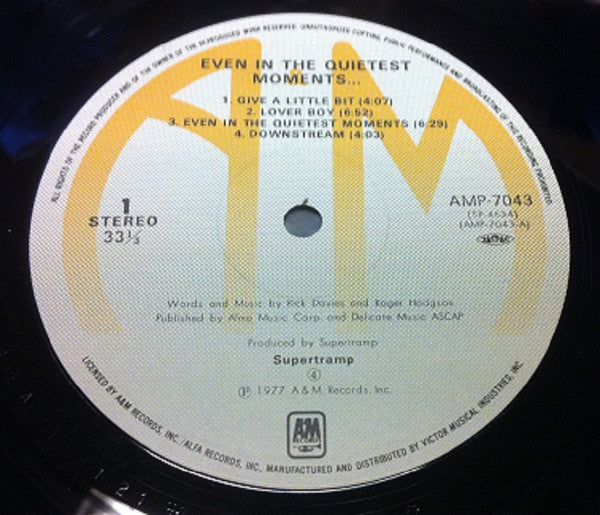 ALL RIGHTS OF THE RECORD PRODUCER AND OF THE OWNER OF THE REPRODUCED WORK RESERVED. UNAUTHORIZED COPYING, PUBLIC PERFORMANCE AND BROADCASTING OF THIS RECORDING PROHIBITED.
EVEN IN THE QUIETEST
MOMENTS...
1. GIVE A LITTLE BIT (4:07)
2. LOVER BOY (6:52)
3. EVEN IN THE QUIETEST MOMENTS (6:29)
4. DOWNSTREAM (4:03)
1
STEREO
33⅓
AMP-7043
(SP-4634)
(AMP-7043-A)
Words and Music by Rick Davies and Roger Hodgson
Published by Almo Music Corp. and Delicate Music ASCAP
Produced by Supertramp
Supertramp
④
Ⓟ 1977 A & M Records, Inc.
A&M
RECORDS
LICENSED BY A&M RECORDS, INC./ALFA RECORDS, INC., MANUFACTURED AND DISTRIBUTED BY VICTOR MUSICAL INDUSTRIES, INC.
A
1 2 1